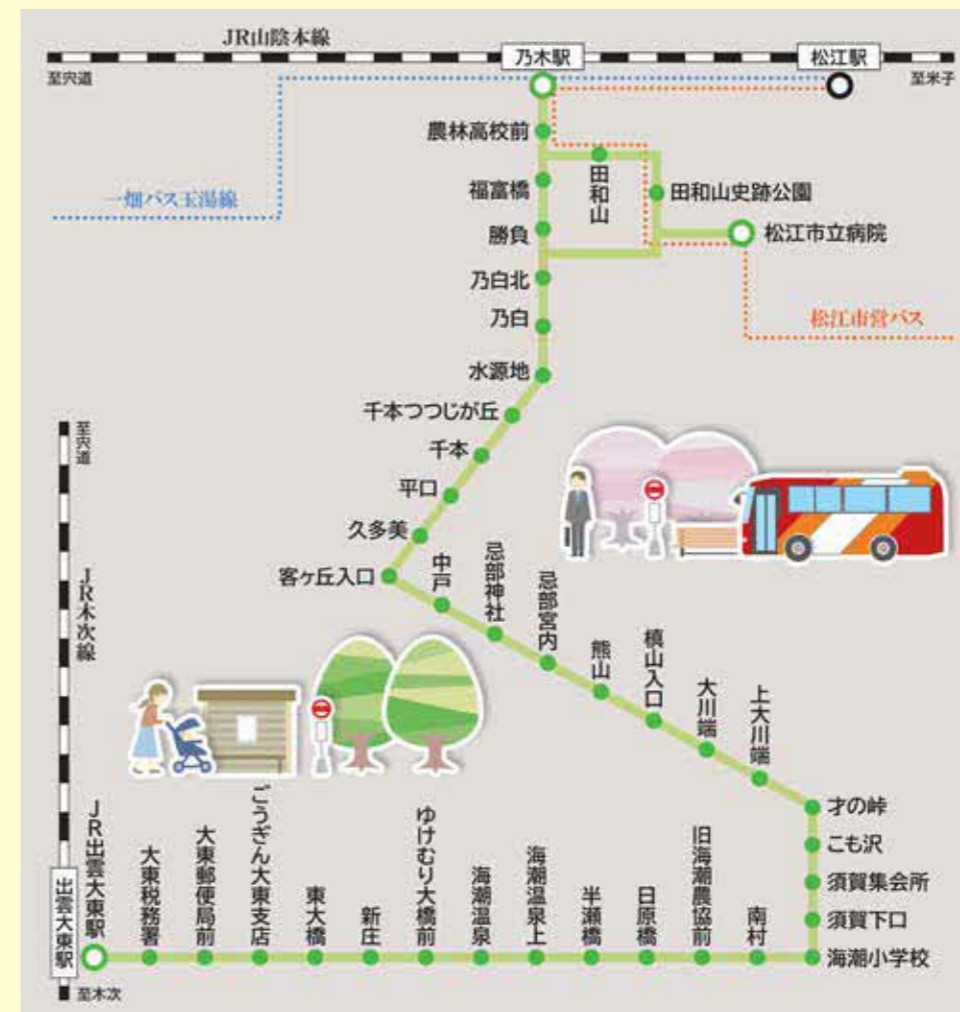 JR山陰本線
乃木駅
松江駅
至宍道
至米子
農林高校前
田和山
福富橋
田和山史跡公園
一畑バス玉湯線
勝負
松江市立病院
乃白北
乃白
松江市営バス
水源地
千本つつじが丘
至宍道
千本
平口
久多美
客ヶ丘入口
中戸
忌部神社
忌部宮内
熊山
槙山入口
大川端
上大川端
JR木次線
才の峠
こも沢
須賀集会所
須賀下口
海潮小学校
南村
旧海潮農協前
日原橋
半瀬橋
海潮温泉上
海潮温泉
ゆけむり大橋前
新庄
東大橋
ごうぎん大東支店
大東郵便局前
大東税務署
JR出雲大東駅
出雲大東駅
至木次